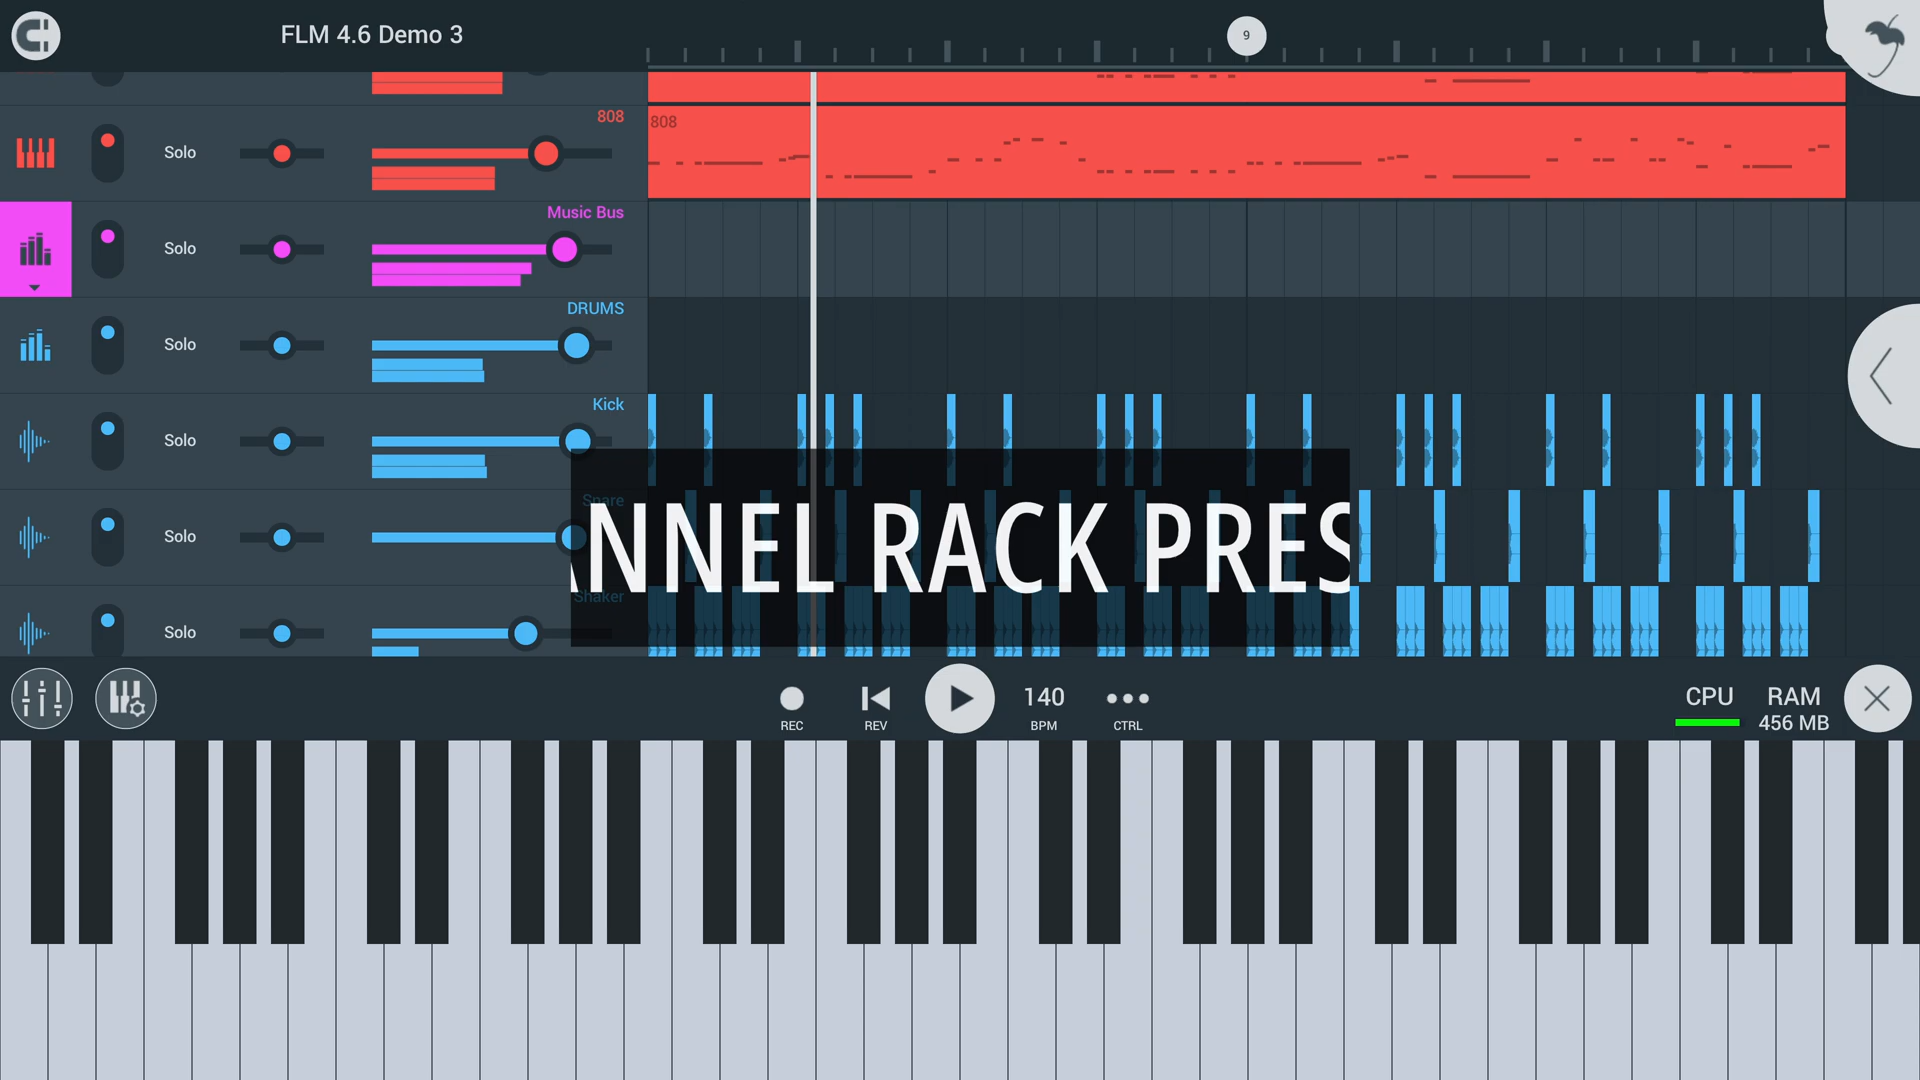 FLM 4.6 Demo 3
9
808
808
Solo
Music Bus
Solo
DRUMS
Solo
Kick
Solo
Snare
Solo
Shaker
Solo
NNEL RACK PRES
REC
REV
140
BPM
CTRL
CPU
RAM
456 MB